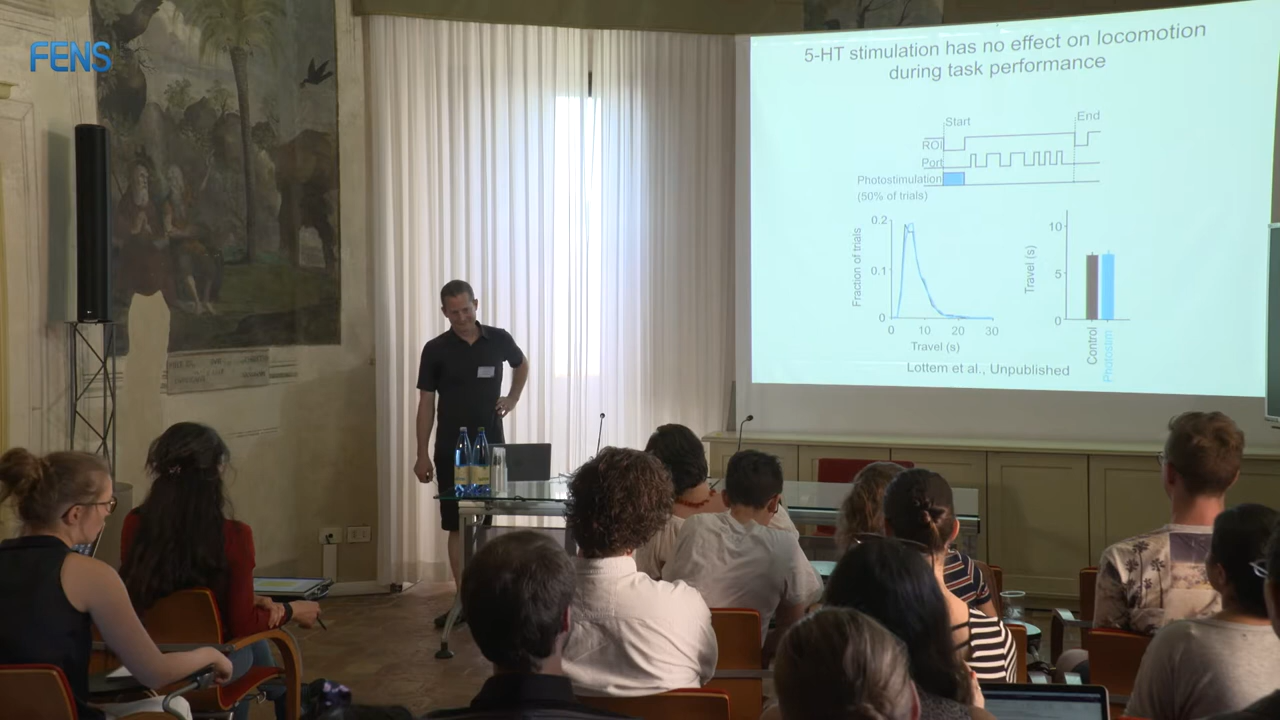 FENS
5-HT stimulation has no effect on locomotion
during task performance
Start
End
ROI
Port
Photostimulation
(50% of trials)
0.2
0.1
0
Fraction of trials
0
10
20
30
Travel (s)
10
5
0
Travel (s)
Control
Photostim
Lottem et al., Unpublished